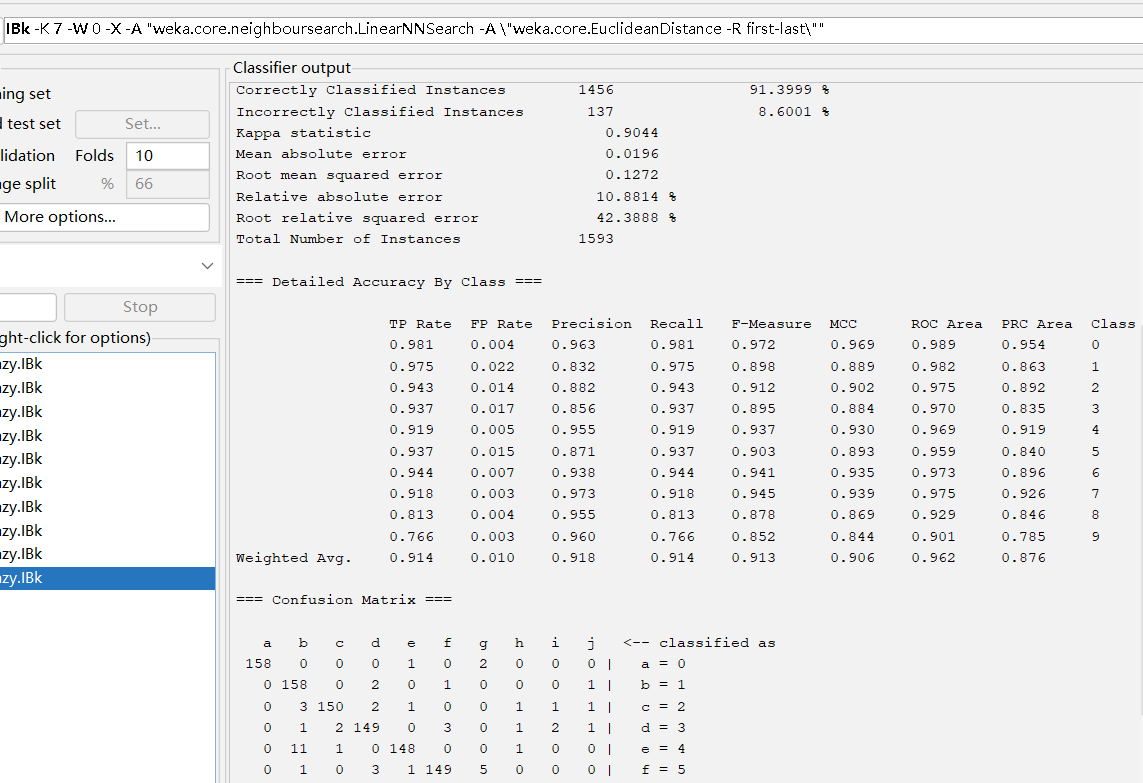 IBk -K 7 -W 0 -X -A "weka.core.neighboursearch.LinearNNSearch -A \"weka.core.EuclideanDistance -R first-last\""
ing set
test set Set...
lidation Folds 10
ge split % 66
More options...
Stop
ght-click for options)
zy.IBk
zy.IBk
zy.IBk
zy.IBk
zy.IBk
zy.IBk
zy.IBk
zy.IBk
zy.IBk
zy.IBk
Classifier output
Correctly Classified Instances 1456 91.3999 %
Incorrectly Classified Instances 137 8.6001 %
Kappa statistic 0.9044
Mean absolute error 0.0196
Root mean squared error 0.1272
Relative absolute error 10.8814 %
Root relative squared error 42.3888 %
Total Number of Instances 1593
=== Detailed Accuracy By Class ===
TP Rate FP Rate Precision Recall F-Measure MCC ROC Area PRC Area Class
0.981 0.004 0.963 0.981 0.972 0.969 0.989 0.954 0
0.975 0.022 0.832 0.975 0.898 0.889 0.982 0.863 1
0.943 0.014 0.882 0.943 0.912 0.902 0.975 0.892 2
0.937 0.017 0.856 0.937 0.895 0.884 0.970 0.835 3
0.919 0.005 0.955 0.919 0.937 0.930 0.969 0.919 4
0.937 0.015 0.871 0.937 0.903 0.893 0.959 0.840 5
0.944 0.007 0.938 0.944 0.941 0.935 0.973 0.896 6
0.918 0.003 0.973 0.918 0.945 0.939 0.975 0.926 7
0.813 0.004 0.955 0.813 0.878 0.869 0.929 0.846 8
0.766 0.003 0.960 0.766 0.852 0.844 0.901 0.785 9
Weighted Avg. 0.914 0.010 0.918 0.914 0.913 0.906 0.962 0.876
=== Confusion Matrix ===
a b c d e f g h i j <-- classified as
158 0 0 0 1 0 2 0 0 0 | a = 0
0 158 0 2 0 1 0 0 0 1 | b = 1
0 3 150 2 1 0 0 1 1 1 | c = 2
0 1 2 149 0 3 0 1 2 1 | d = 3
0 11 1 0 148 0 0 1 0 0 | e = 4
0 1 0 3 1 149 5 0 0 0 | f = 5